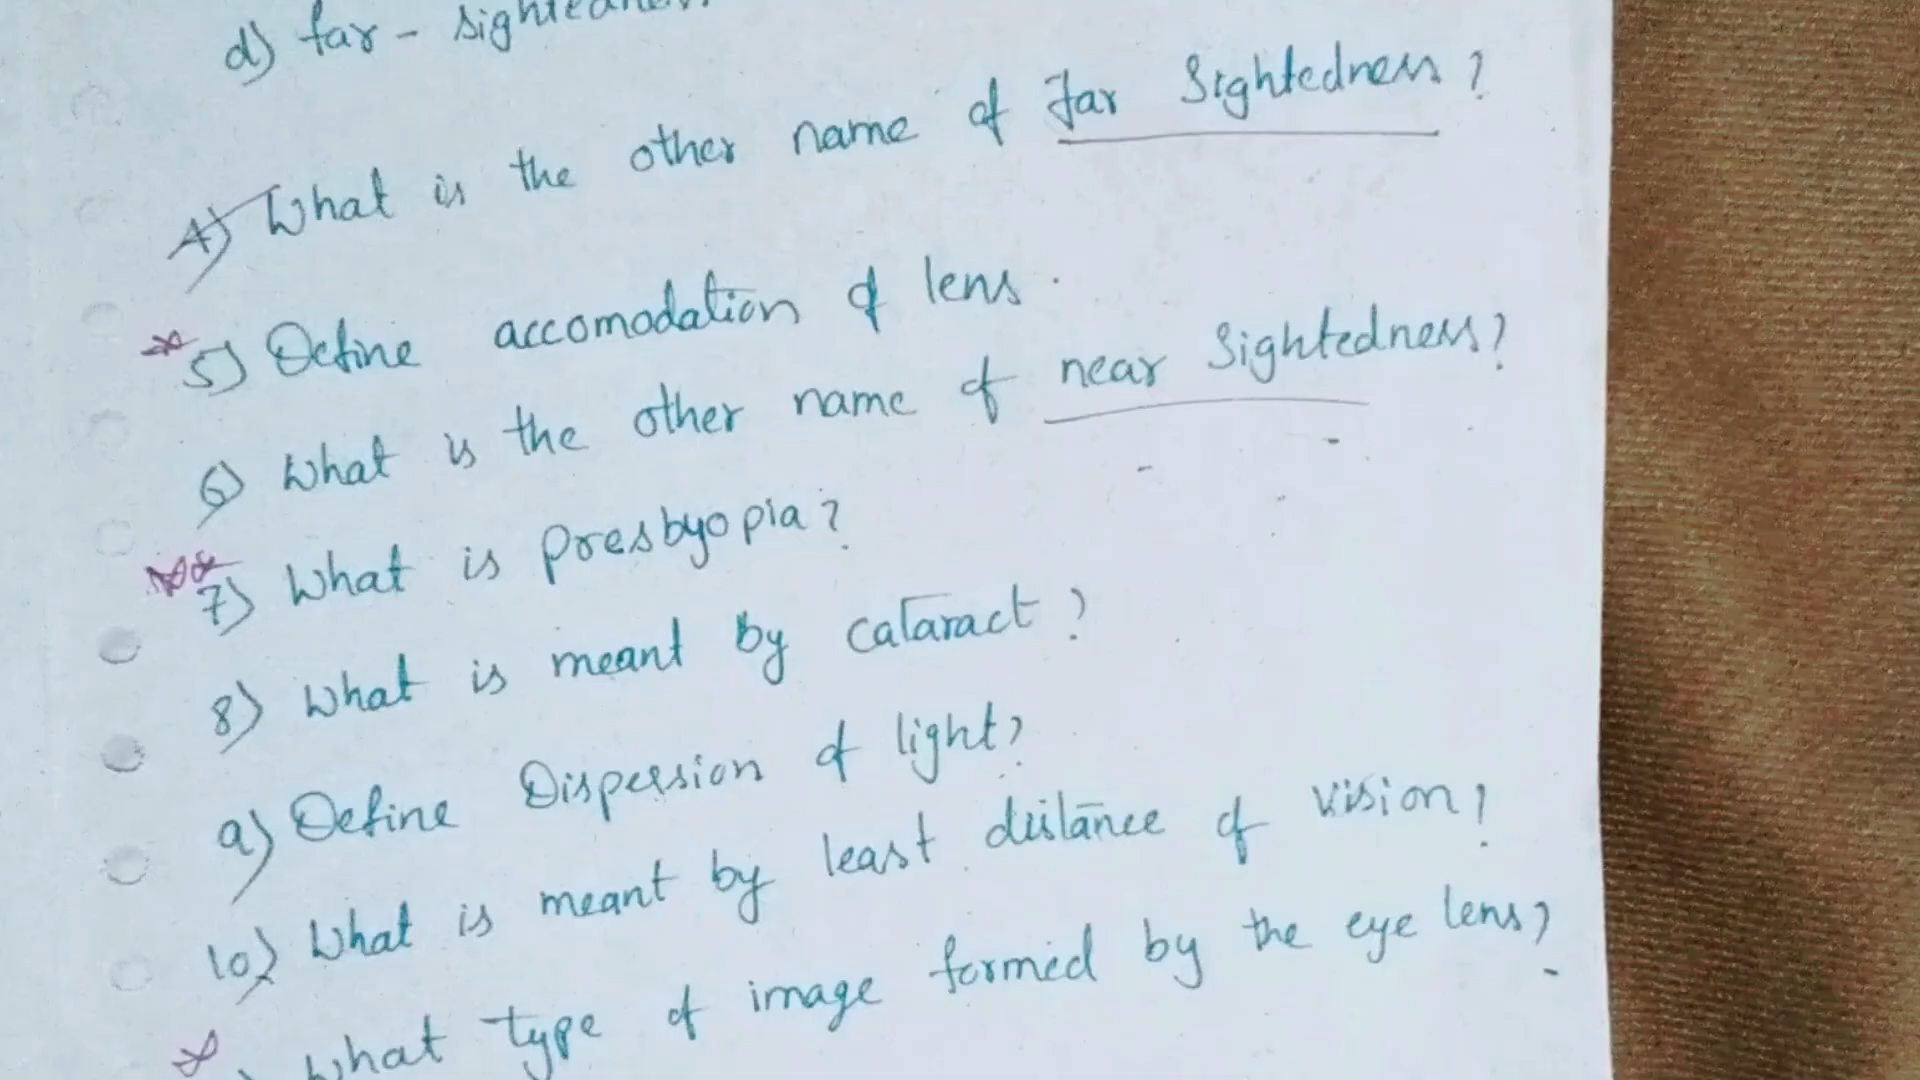 d) far - sightedness.
4) What is the other name of far Sightedness?
5) Define accomodation of lens.
6) What is the other name of near Sightedness?
7) What is presbyopia?
8) What is meant by cataract?
9) Define Dispersion of light?
10) What is meant by least distance of vision?
What type of image formed by the eye lens?